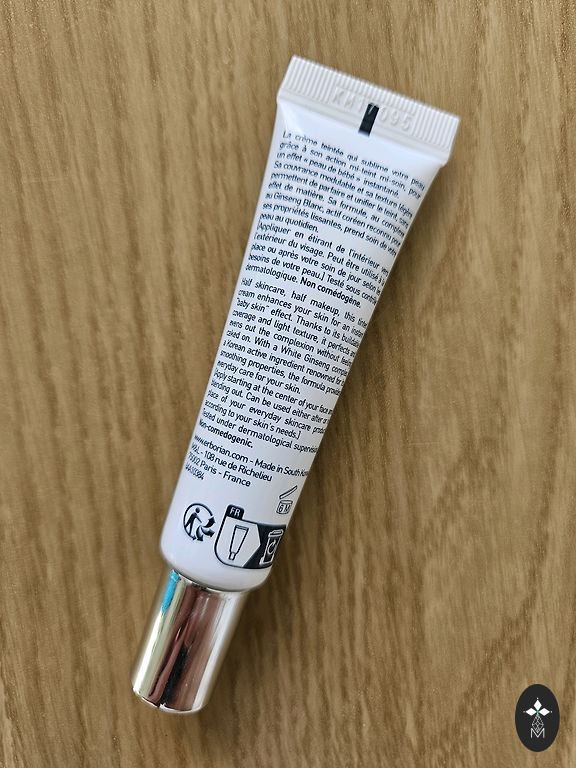 KN1 095
La crème teintée qui sublime votre peau
grâce à son action mi-teint mi-soin, pour
un effet « peau de bébé » instantané.
Sa couvrance modulable et sa texture légère
permettent de parfaire et unifier le teint, sans
effet de matière. Sa formule, au complexe
au Ginseng Blanc, actif coréen reconnu pour
ses propriétés lissantes, prend soin de votre
peau au quotidien.
[Appliquer en étirant de l'intérieur vers
l'extérieur du visage. Peut être utilisé à la
place ou après votre soin de jour selon les
besoins de votre peau.] Testé sous contrôle
dermatologique. Non comédogène.
Half skincare, half makeup, this tinted
cream enhances your skin for an instant
"baby skin" effect. Thanks to its buildable
coverage and light texture, it perfects and
evens out the complexion without feeling
caked on. With a White Ginseng complex,
a Korean active ingredient renowned for its
smoothing properties, the formula provides
everyday care for your skin.
[Apply starting at the center of your face and
blending out. Can be used either after or in
place of your everyday skincare product
according to your skin's needs.]
Tested under dermatological supervision.
Non-comedogenic.
www.erborian.com - Made in South Korea
- 108 rue de Richelieu
75002 Paris - France
6 M
FR
M